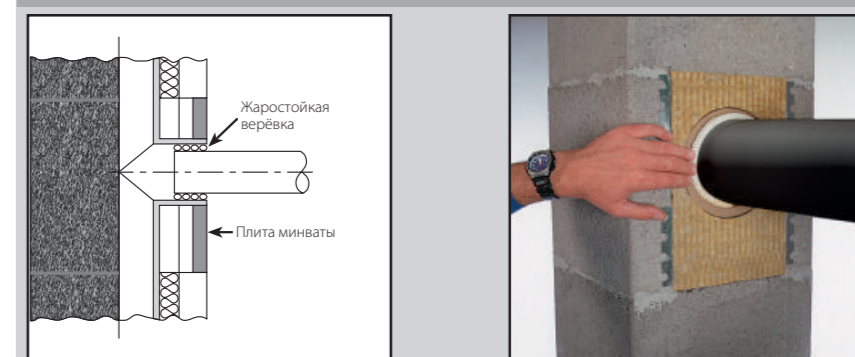 Жаростойкая
верёвка
Плита минваты